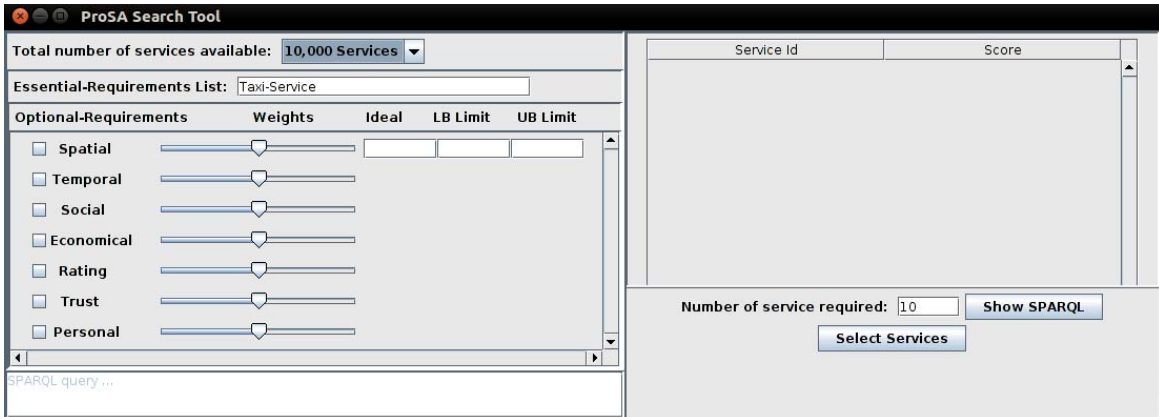 ProSA Search Tool
Total number of services available: 10,000 Services
Essential-Requirements List: Taxi-Service
Optional-Requirements Weights Ideal LB Limit UB Limit
Spatial
Temporal
Social
Economical
Rating
Trust
Personal
SPARQL query ...
Service Id Score
Number of service required: 10 Show SPARQL
Select Services